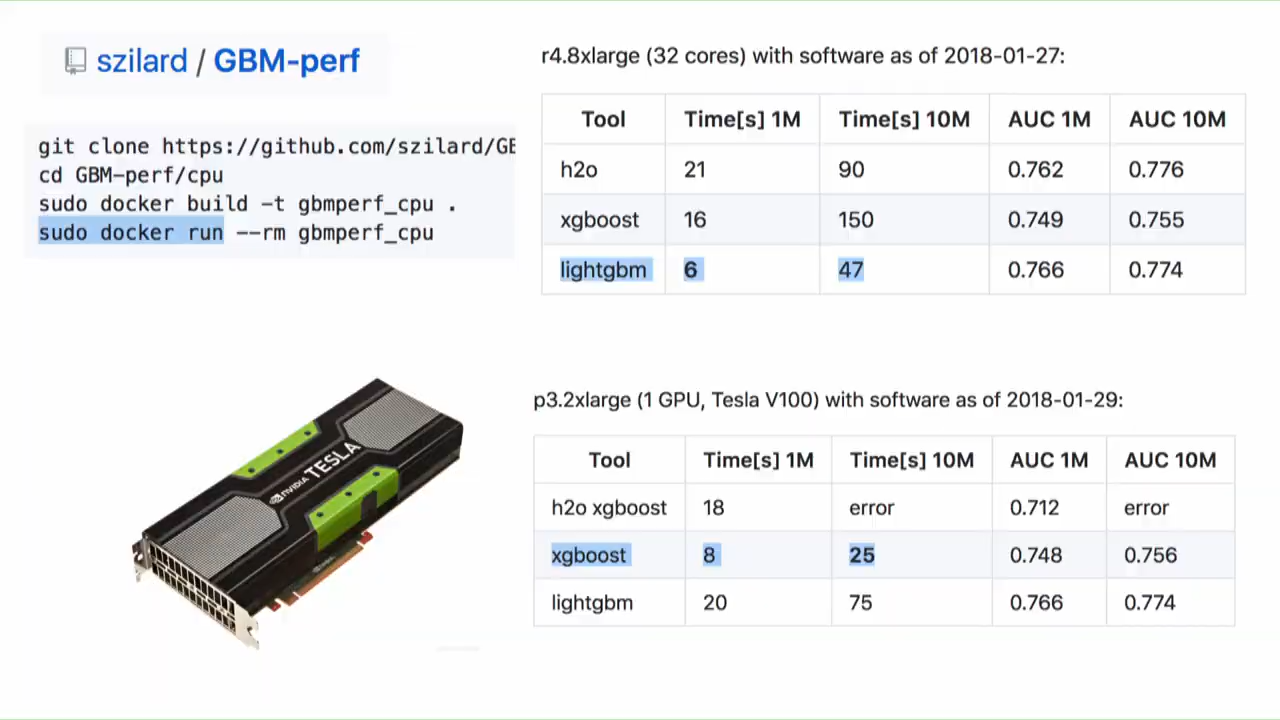 szilard / GBM-perf
git clone https://github.com/szilard/GB
cd GBM-perf/cpu
sudo docker build -t gbmperf_cpu .
sudo docker run --rm gbmperf_cpu
r4.8xlarge (32 cores) with software as of 2018-01-27:
Tool Time[s] 1M Time[s] 10M AUC 1M AUC 10M
h2o 21 90 0.762 0.776
xgboost 16 150 0.749 0.755
lightgbm 6 47 0.766 0.774
NVIDIA TESLA
p3.2xlarge (1 GPU, Tesla V100) with software as of 2018-01-29:
Tool Time[s] 1M Time[s] 10M AUC 1M AUC 10M
h2o xgboost 18 error 0.712 error
xgboost 8 25 0.748 0.756
lightgbm 20 75 0.766 0.774